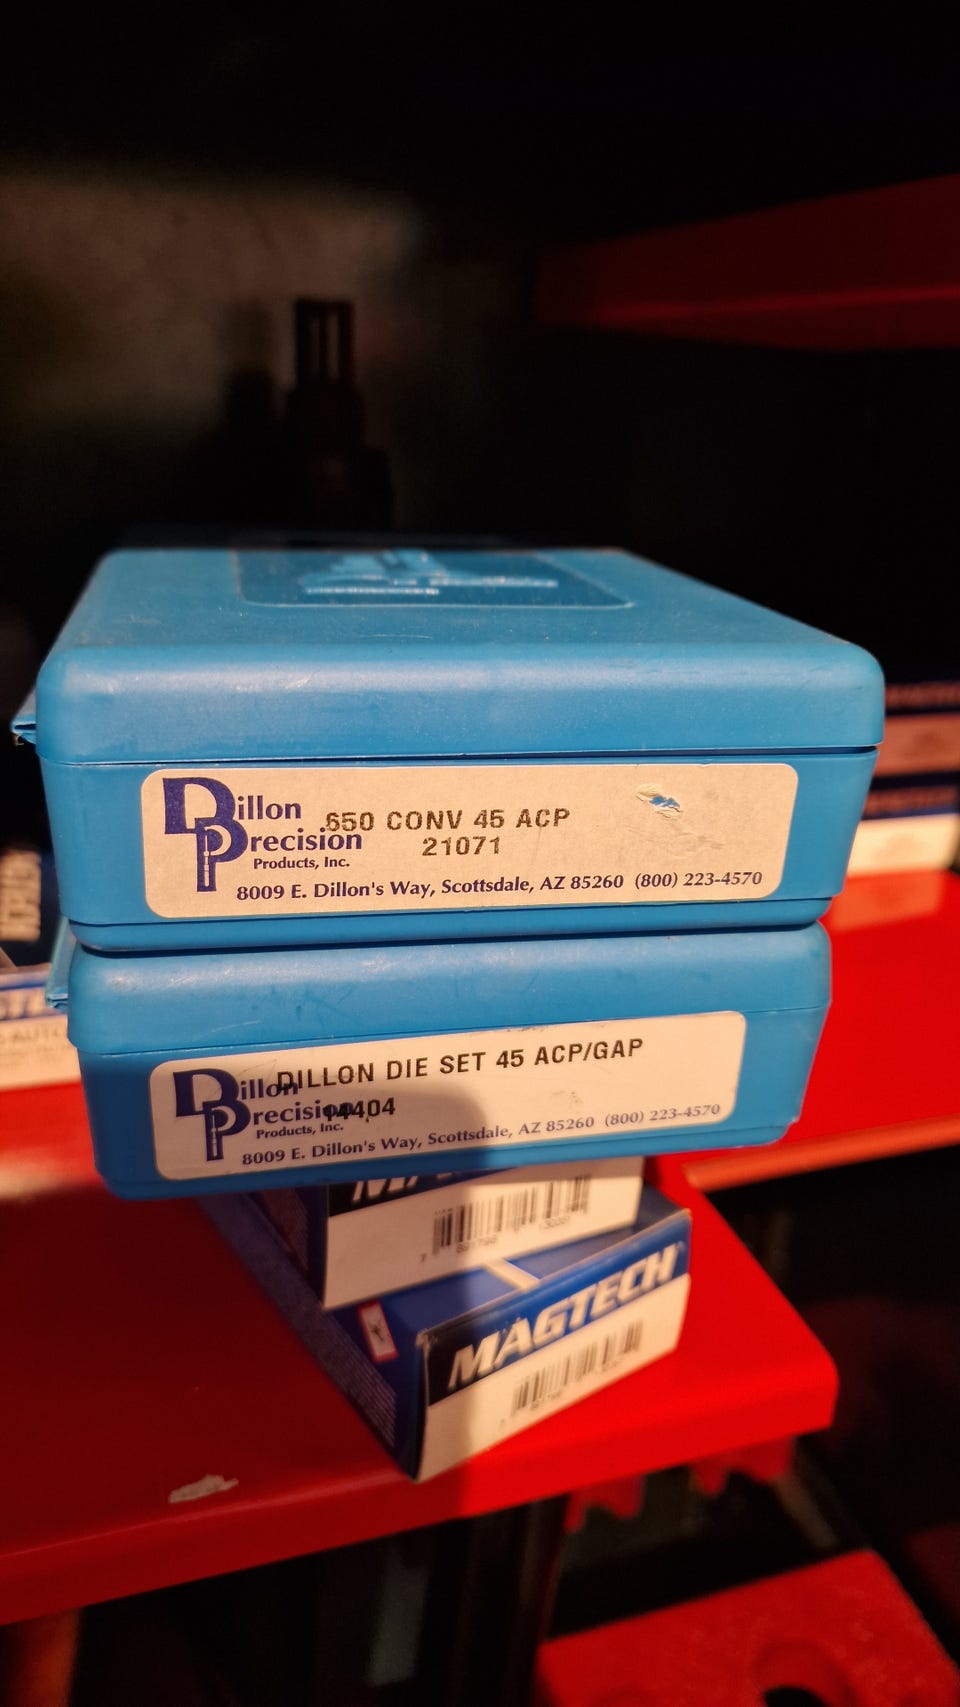 Dillon
Precision
Products, Inc.
650 CONV 45 ACP
21071
8009 E. Dillon's Way, Scottsdale, AZ 85260 (800) 223-4570
Dillon
Precision
Products, Inc.
DILLON DIE SET 45 ACP/GAP
14404
8009 E. Dillon's Way, Scottsdale, AZ 85260 (800) 223-4570
MAGTECH